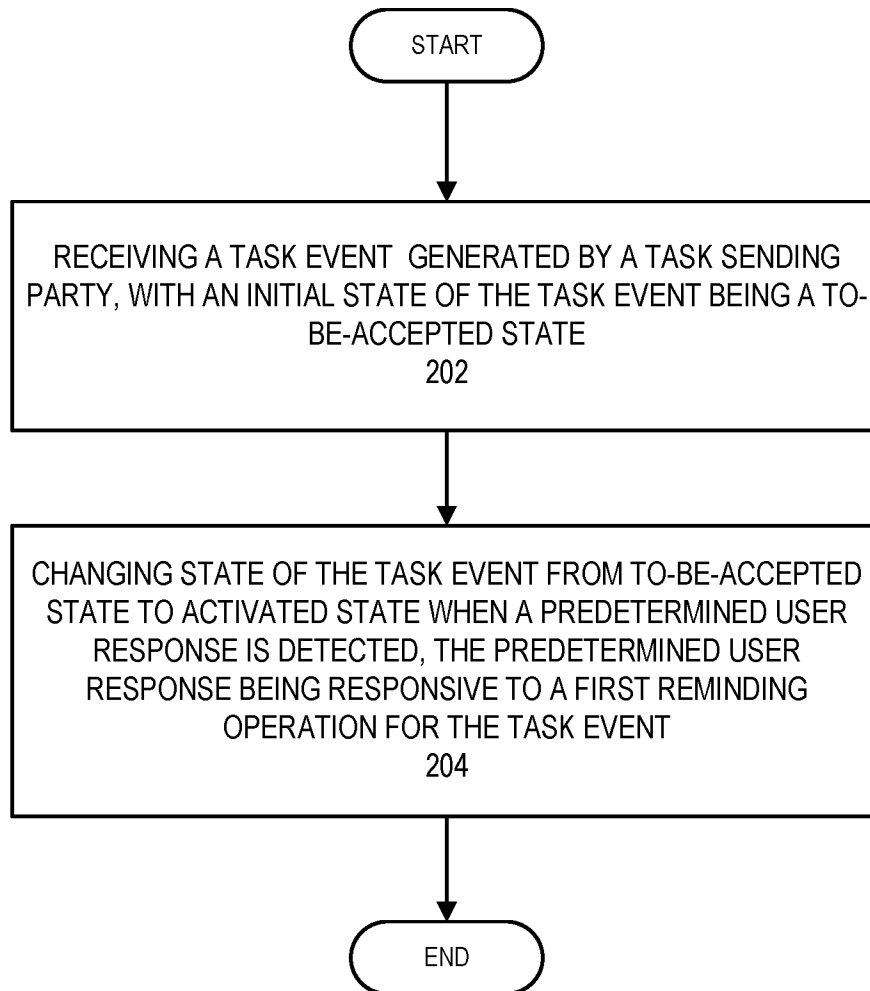 START
RECEIVING A TASK EVENT GENERATED BY A TASK SENDING
PARTY, WITH AN INITIAL STATE OF THE TASK EVENT BEING A TO-
BE-ACCEPTED STATE
202
CHANGING STATE OF THE TASK EVENT FROM TO-BE-ACCEPTED
STATE TO ACTIVATED STATE WHEN A PREDETERMINED USER
RESPONSE IS DETECTED, THE PREDETERMINED USER
RESPONSE BEING RESPONSIVE TO A FIRST REMINDING
OPERATION FOR THE TASK EVENT
204
END